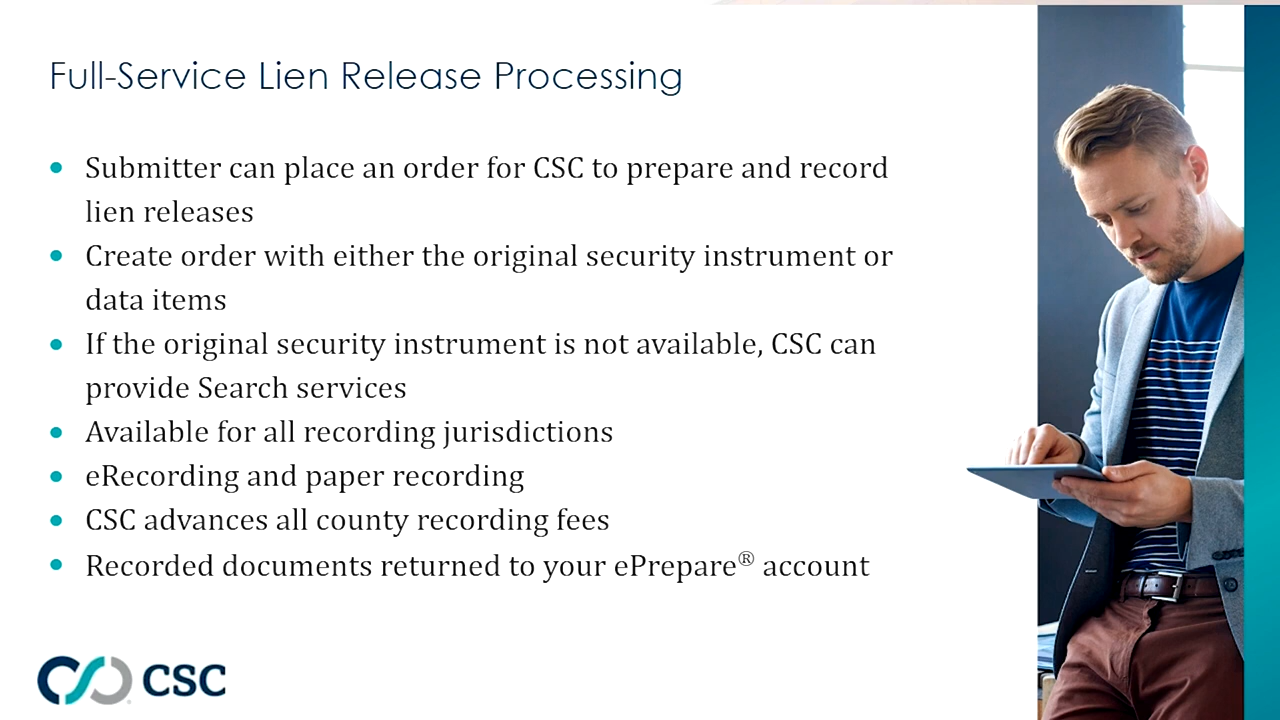 Full-Service Lien Release Processing
• Submitter can place an order for CSC to prepare and record
lien releases
• Create order with either the original security instrument or
data items
• If the original security instrument is not available, CSC can
provide Search services
• Available for all recording jurisdictions
• eRecording and paper recording
• CSC advances all county recording fees
• Recorded documents returned to your ePrepare® account
CSC